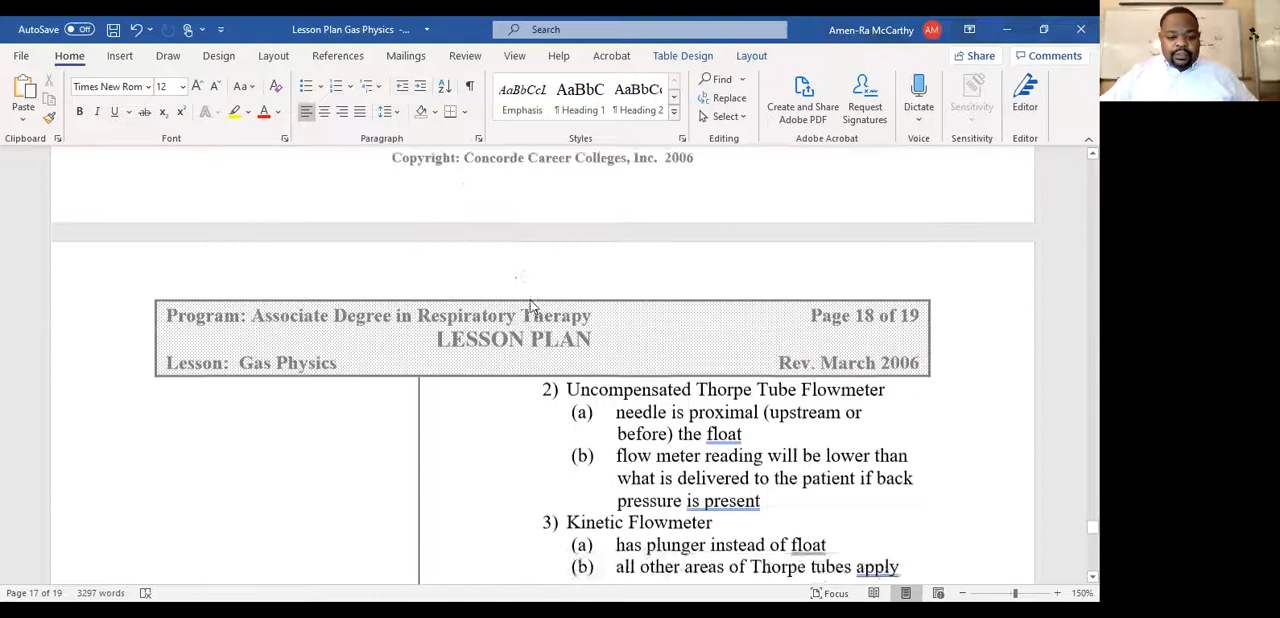 AutoSave Off
Lesson Plan Gas Physics -...
Search
Amen-Ra McCarthy AM
File Home Insert Draw Design Layout References Mailings Review View Help Acrobat Table Design Layout
Share Comments
Paste
Clipboard
Times New Rom 12
Font
Paragraph
AaBbCcI AaBbC AaBbCc
Emphasis ¶ Heading 1 ¶ Heading 2
Styles
Find
Replace
Select
Editing
Create and Share Adobe PDF
Request Signatures
Adobe Acrobat
Dictate
Voice
Sensitivity
Sensitivity
Editor
Editor
Copyright: Concorde Career Colleges, Inc. 2006
Program: Associate Degree in Respiratory Therapy Page 18 of 19
LESSON PLAN
Lesson: Gas Physics Rev. March 2006
2) Uncompensated Thorpe Tube Flowmeter
(a) needle is proximal (upstream or
before) the float
(b) flow meter reading will be lower than
what is delivered to the patient if back
pressure is present
3) Kinetic Flowmeter
(a) has plunger instead of float
(b) all other areas of Thorpe tubes apply
Page 17 of 19 3297 words
Focus
150%